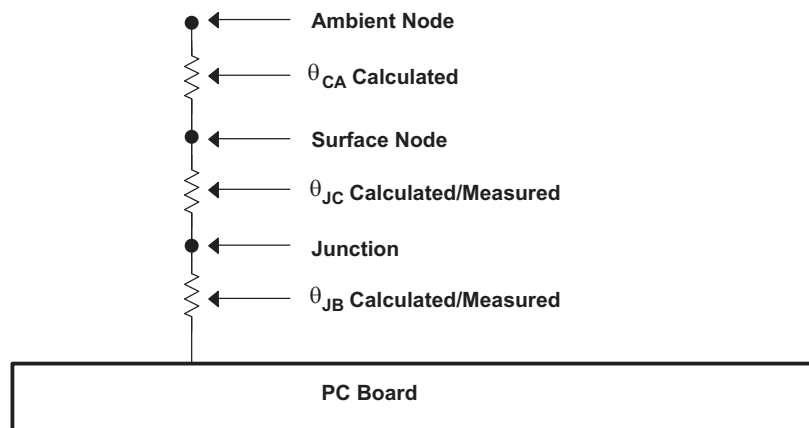 Ambient Node
θCA Calculated
Surface Node
θJC Calculated/Measured
Junction
θJB Calculated/Measured
PC Board